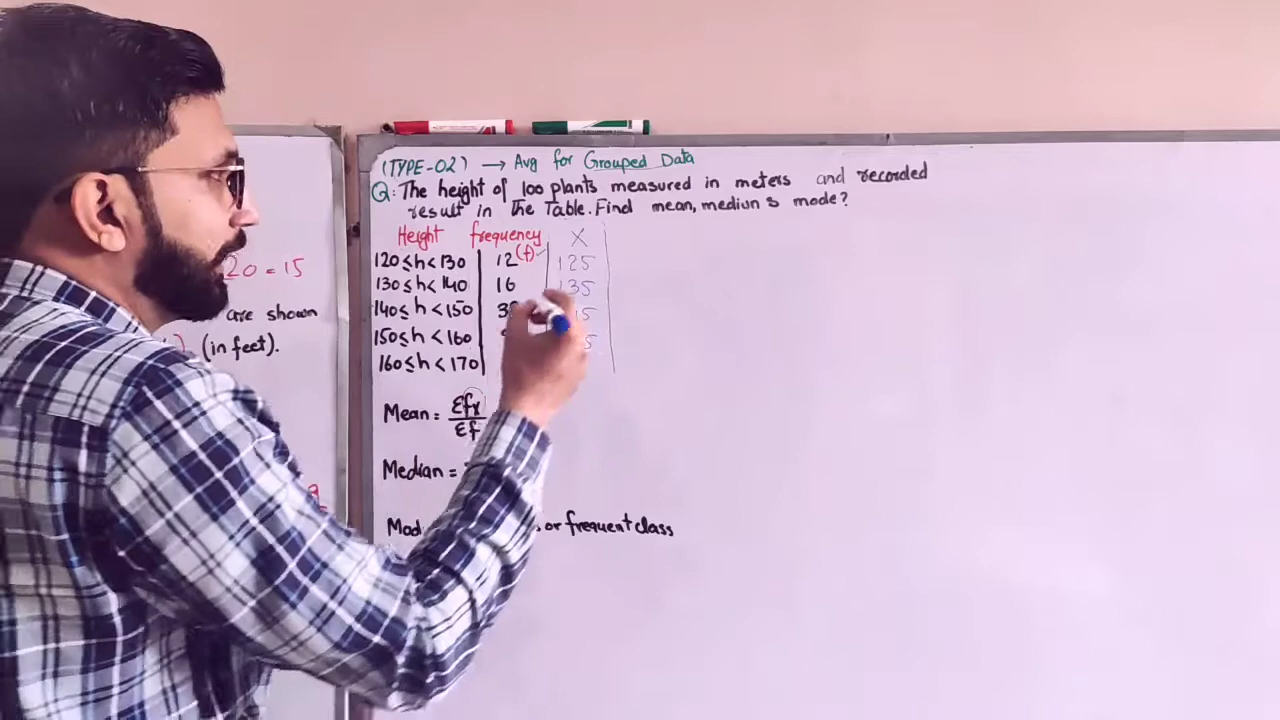 (TYPE-02) → Avg for Grouped Data
Q: The height of 100 plants measured in meters and recorded
result in the Table. Find mean, mediun & mode?
Height frequency (f) X
120≤h<130 12 125
130≤h<140 16 135
140≤h<150
150≤h<160
160≤h<170
Mean = Σfx / Σf
Median =
or frequent class
20 = 15
are shown
(in feet).